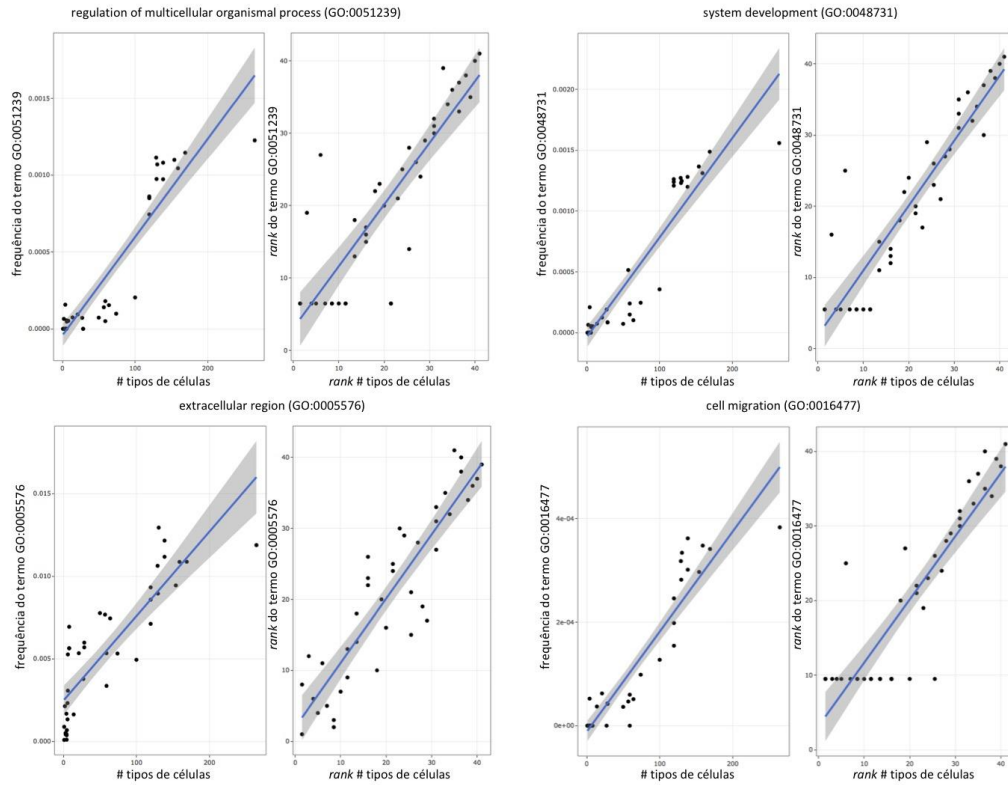 regulation of multicellular organismal process (GO:0051239)
frequência do termo GO:0051239
0.0015
0.0010
0.0005
0.0000
0
100
200
# tipos de células
rank do termo GO:0051239
40
30
20
10
0
0
10
20
30
40
rank # tipos de células
system development (GO:0048731)
frequência do termo GO:0048731
0.0020
0.0015
0.0010
0.0005
0.0000
0
100
200
# tipos de células
rank do termo GO:0048731
40
30
20
10
0
0
10
20
30
40
rank # tipos de células
extracellular region (GO:0005576)
frequência do termo GO:0005576
0.015
0.010
0.005
0.000
0
100
200
# tipos de células
rank do termo GO:0005576
40
30
20
10
0
0
10
20
30
40
rank # tipos de células
cell migration (GO:0016477)
frequência do termo GO:0016477
4e-04
2e-04
0e+00
0
100
200
# tipos de células
rank do termo GO:0016477
40
30
20
10
0
0
10
20
30
40
rank # tipos de células